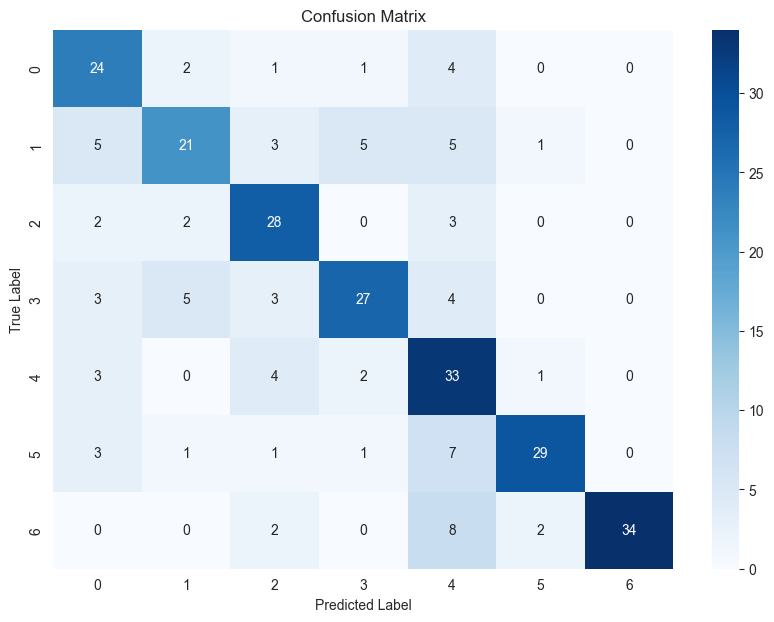 Confusion Matrix
True Label
0 24 2 1 1 4 0 0
1 5 21 3 5 5 1 0
2 2 2 28 0 3 0 0
3 3 5 3 27 4 0 0
4 3 0 4 2 33 1 0
5 3 1 1 1 7 29 0
6 0 0 2 0 8 2 34
0 1 2 3 4 5 6
Predicted Label
30
25
20
15
10
5
0